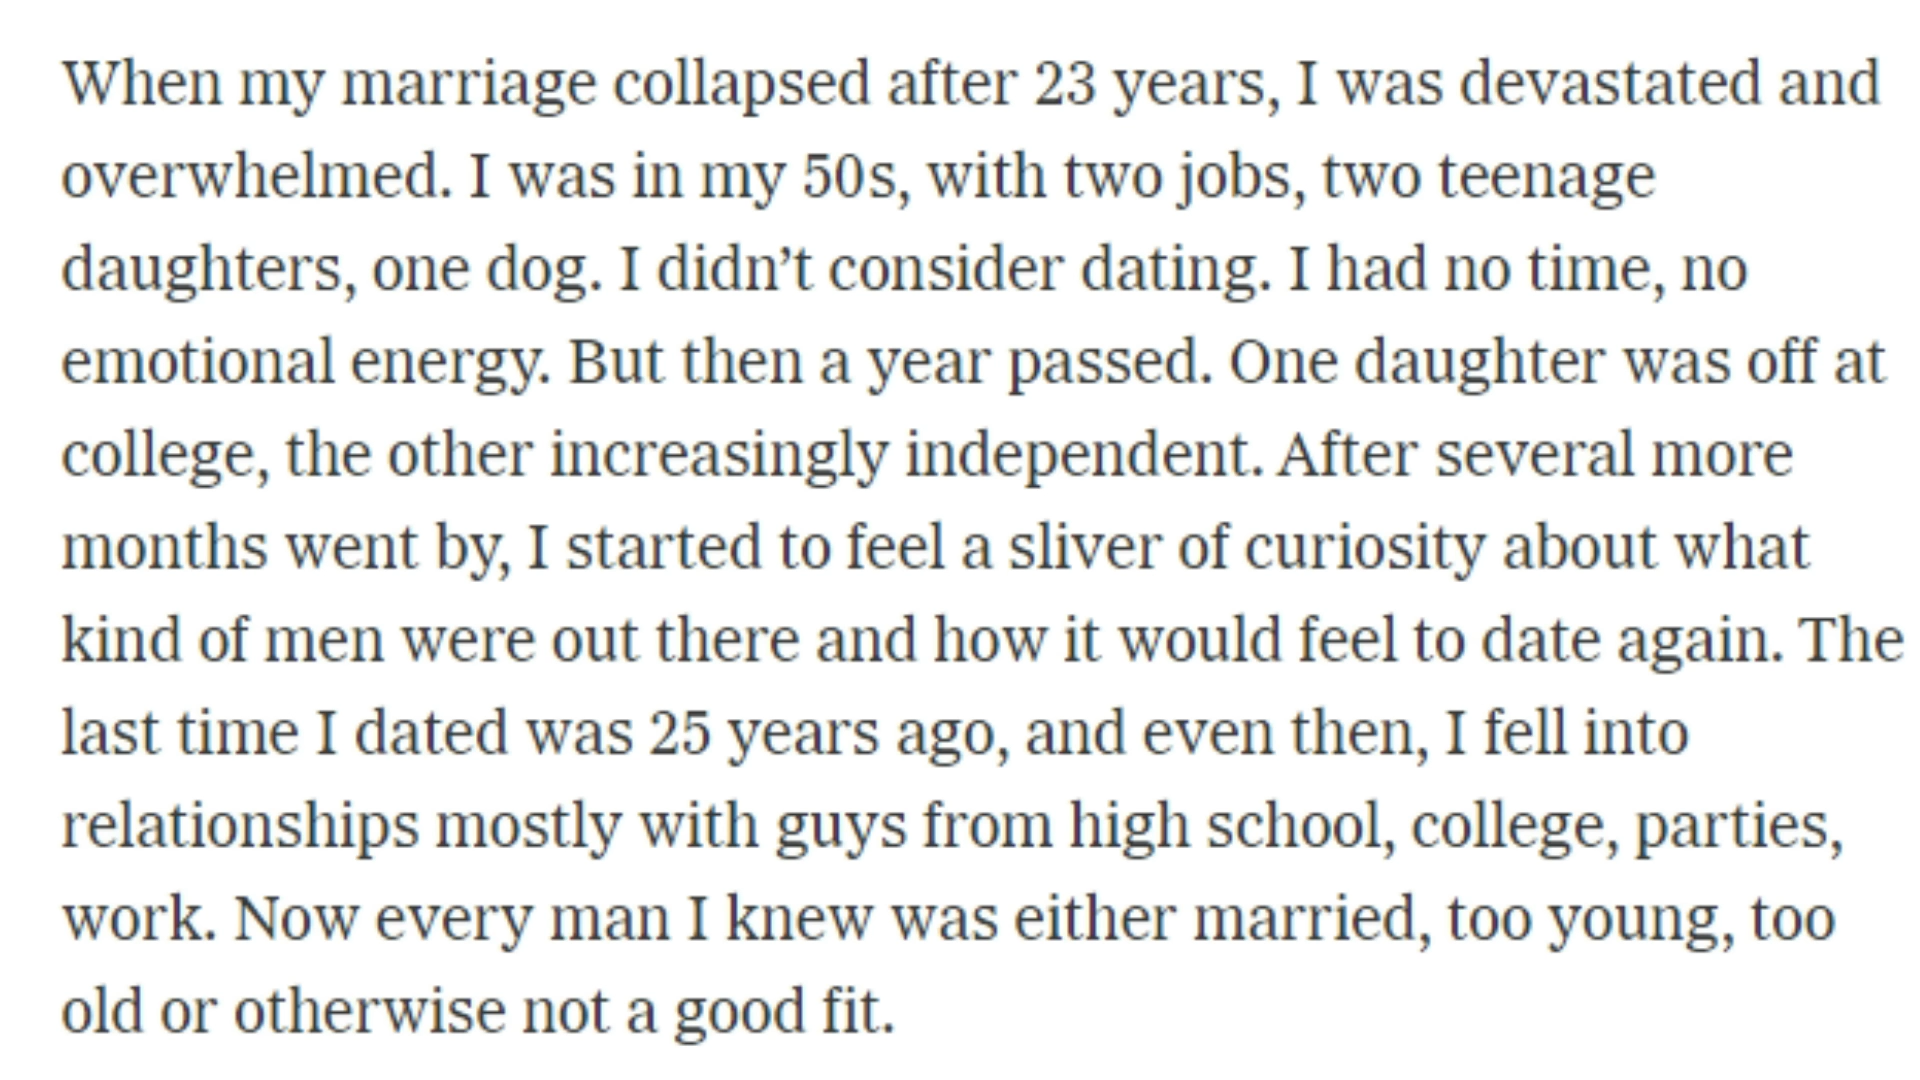 When my marriage collapsed after 23 years, I was devastated and
overwhelmed. I was in my 50s, with two jobs, two teenage
daughters, one dog. I didn’t consider dating. I had no time, no
emotional energy. But then a year passed. One daughter was off at
college, the other increasingly independent. After several more
months went by, I started to feel a sliver of curiosity about what
kind of men were out there and how it would feel to date again. The
last time I dated was 25 years ago, and even then, I fell into
relationships mostly with guys from high school, college, parties,
work. Now every man I knew was either married, too young, too
old or otherwise not a good fit.